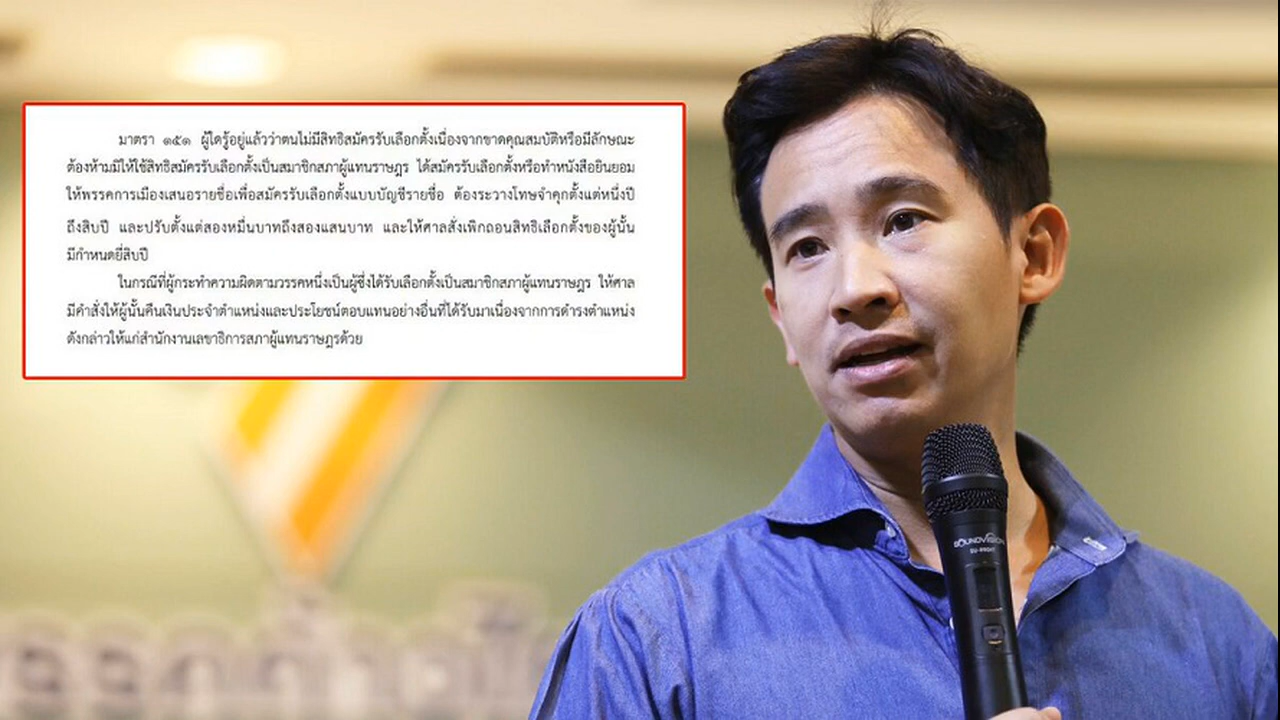 มาตรา ๑๕๑ ผู้ใดรู้อยู่แล้วว่าตนไม่มีสิทธิสมัครรับเลือกตั้งเนื่องจากขาดคุณสมบัติหรือมีลักษณะ
ต้องห้ามมิให้ใช้สิทธิสมัครรับเลือกตั้งเป็นสมาชิกสภาผู้แทนราษฎร ได้สมัครรับเลือกตั้งหรือทำหนังสือยินยอม
ให้พรรคการเมืองเสนอรายชื่อเพื่อสมัครรับเลือกตั้งแบบบัญชีรายชื่อ ต้องระวางโทษจำคุกตั้งแต่หนึ่งปี
ถึงสิบปี และปรับตั้งแต่สองหมื่นบาทถึงสองแสนบาท และให้ศาลสั่งเพิกถอนสิทธิเลือกตั้งของผู้นั้น
มีกำหนดยี่สิบปี
ในกรณีที่ผู้กระทำความผิดตามวรรคหนึ่งเป็นผู้ซึ่งได้รับเลือกตั้งเป็นสมาชิกสภาผู้แทนราษฎร ให้ศาล
มีคำสั่งให้ผู้นั้นคืนเงินประจำตำแหน่งและประโยชน์ตอบแทนอย่างอื่นที่ได้รับมาเนื่องจากการดำรงตำแหน่ง
ดังกล่าวให้แก่สำนักงานเลขาธิการสภาผู้แทนราษฎรด้วย